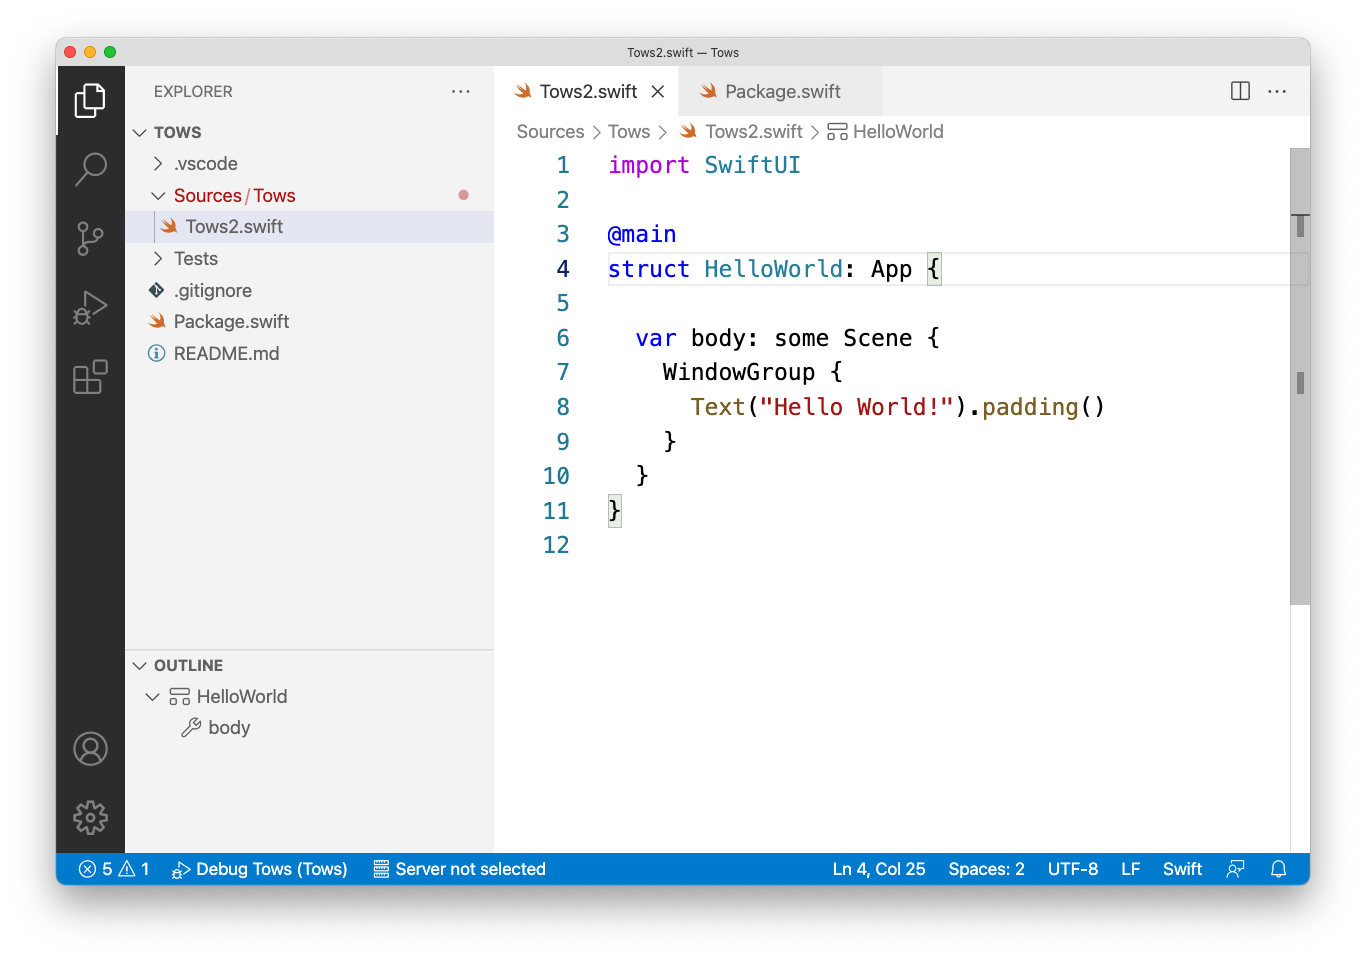 Tows2.swift — Tows
EXPLORER
TOWS
.vscode
Sources/Tows
Tows2.swift
Tests
.gitignore
Package.swift
README.md
OUTLINE
HelloWorld
body
Tows2.swift
Package.swift
Sources > Tows > Tows2.swift > HelloWorld
1 import SwiftUI
2
3 @main
4 struct HelloWorld: App {
5
6 var body: some Scene {
7 WindowGroup {
8 Text("Hello World!").padding()
9 }
10 }
11 }
12
5 1 Debug Tows (Tows) Server not selected Ln 4, Col 25 Spaces: 2 UTF-8 LF Swift